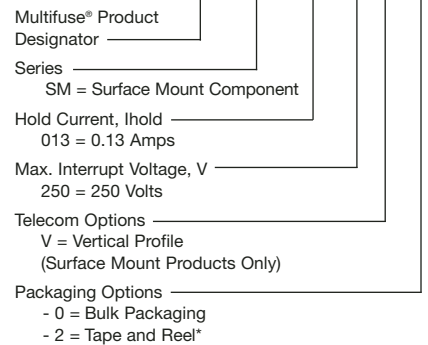 Multifuse® Product
Designator
Series
SM = Surface Mount Component
Hold Current, Ihold
013 = 0.13 Amps
Max. Interrupt Voltage, V
250 = 250 Volts
Telecom Options
V = Vertical Profile
(Surface Mount Products Only)
Packaging Options
- 0 = Bulk Packaging
- 2 = Tape and Reel*